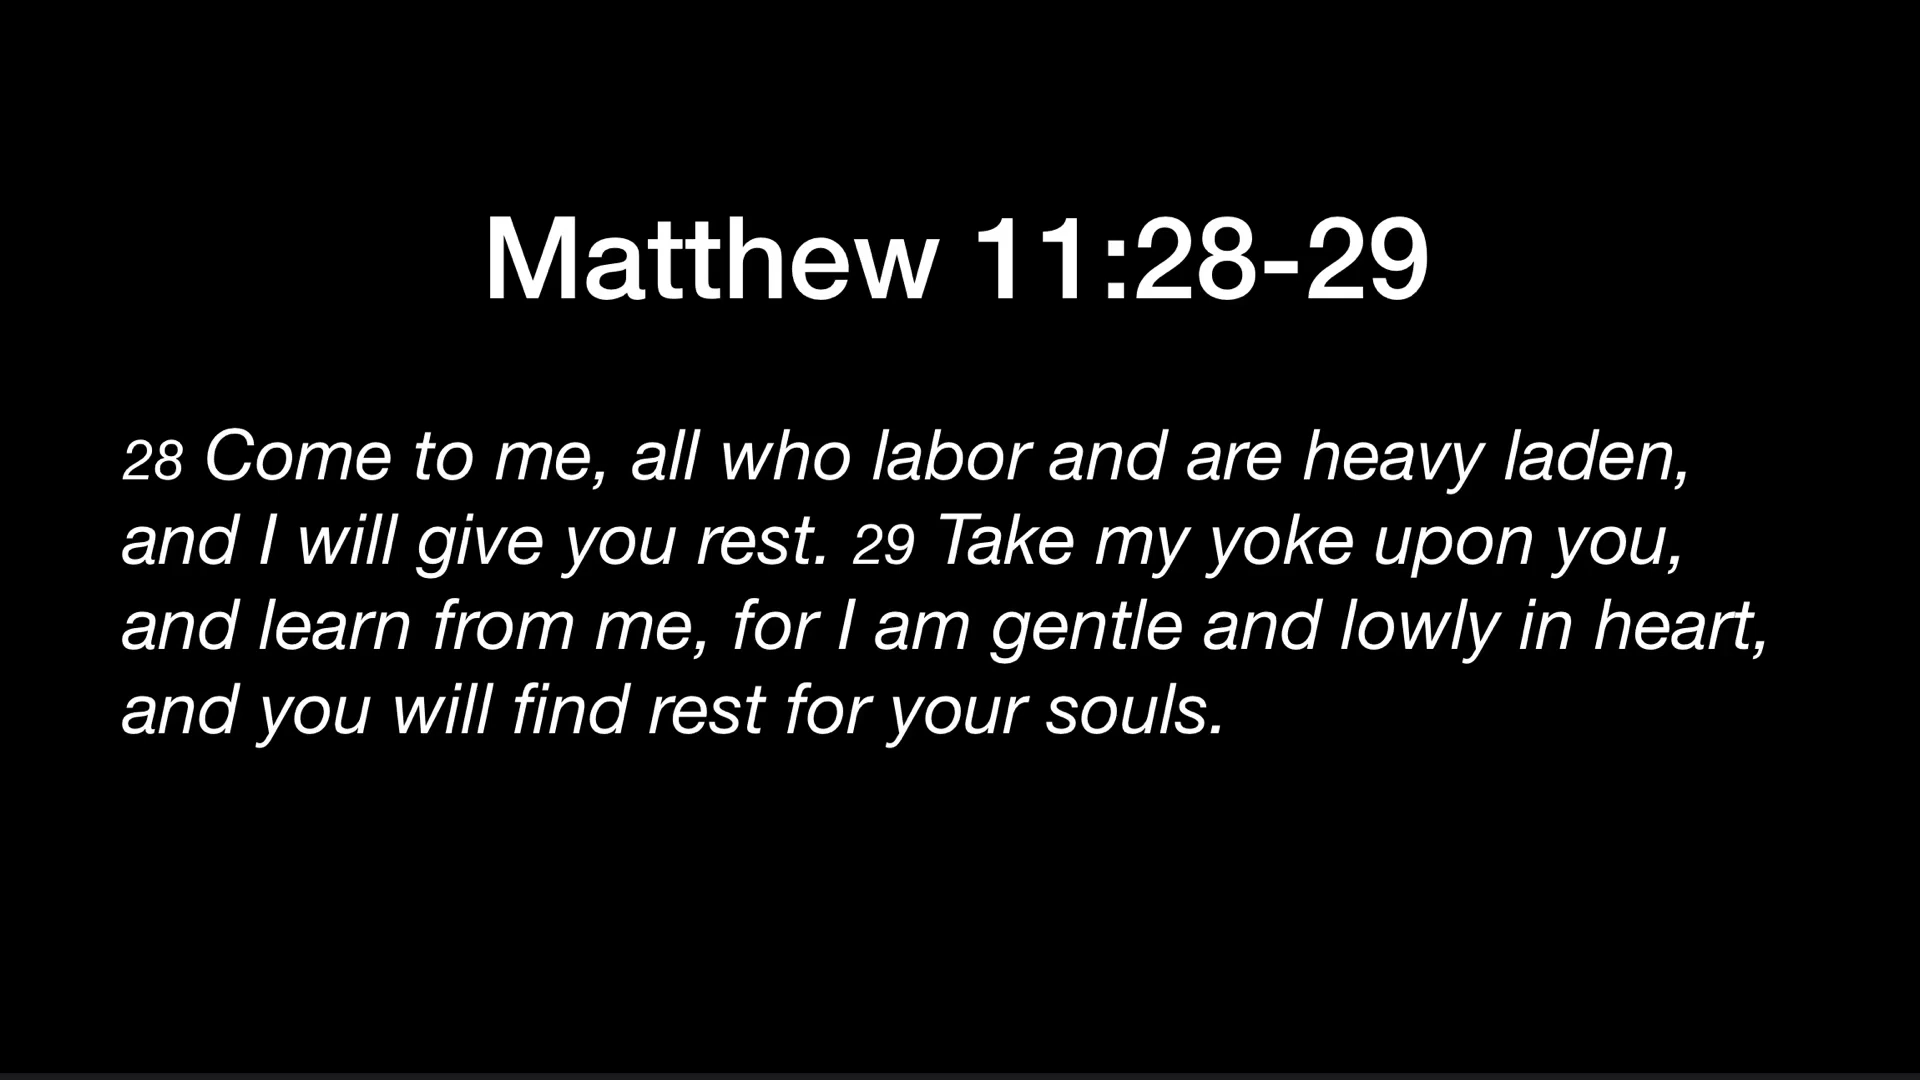 Matthew 11:28-29
28 Come to me, all who labor and are heavy laden,
and I will give you rest. 29 Take my yoke upon you,
and learn from me, for I am gentle and lowly in heart,
and you will find rest for your souls.